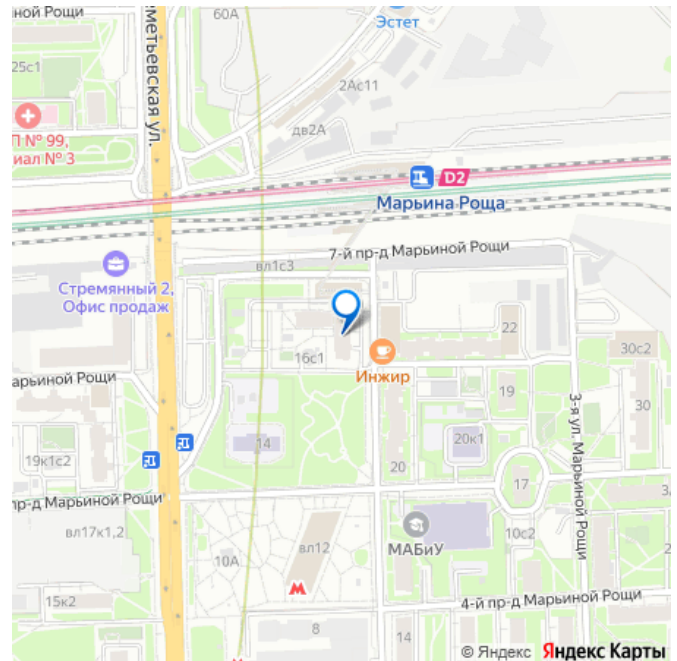 ной Рощи
60А
Эстет
25с1
метьевская ул.
2Ас11
дв2А
П № 99,
иал № 3
D2
Марьина Роща
7-й пр-д Марьиной Рощи
вл1с3
Стремянный 2,
Офис продаж
22
16с1
30с2
Инжир
арьиной Рощи
19
30
3-я ул. Марьиной Рощи
14
20к1
19к1с2
20
17
пр-д Марьиной Рощи
вл17к1,2
вл12
МАБиУ
10с2
10А
15к2
4-й пр-д Марьиной Рощи
8
14
© Яндекс Яндекс Карты